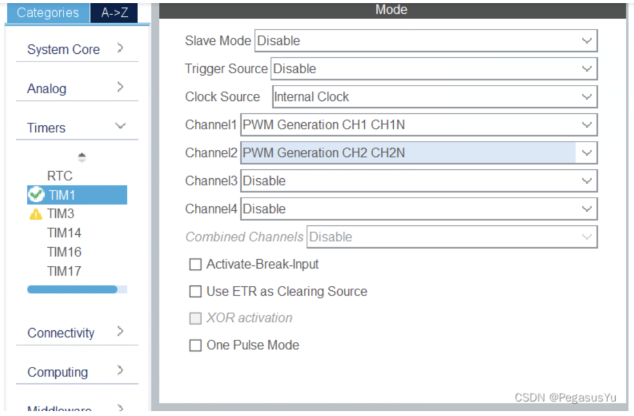 Categories A->Z
System Core
Analog
Timers
RTC
TIM1
TIM3
TIM14
TIM16
TIM17
Connectivity
Computing
Middleware
Mode
Slave Mode Disable
Trigger Source Disable
Clock Source Internal Clock
Channel1 PWM Generation CH1 CH1N
Channel2 PWM Generation CH2 CH2N
Channel3 Disable
Channel4 Disable
Combined Channels Disable
Activate-Break-Input
Use ETR as Clearing Source
XOR activation
One Pulse Mode
CSDN @PegasusYu